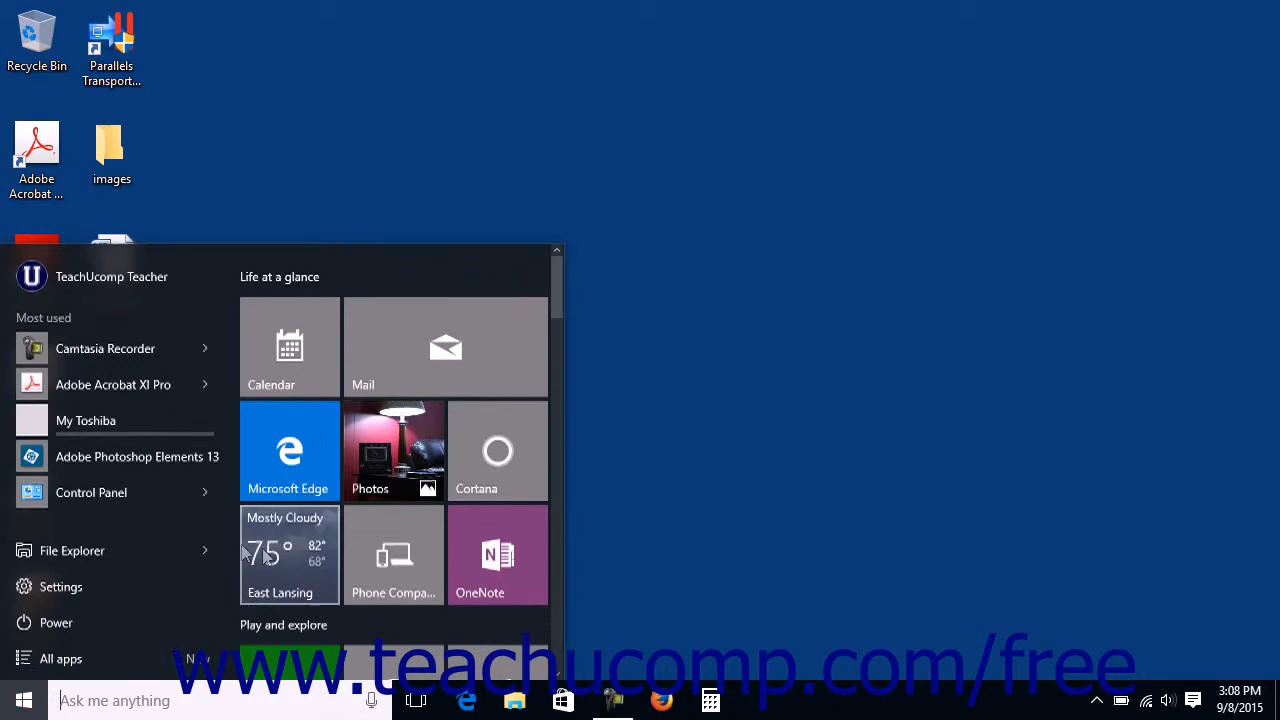 Recycle Bin
Parallels
Transport...
Adobe
Acrobat ...
images
U
TeachUcomp Teacher
Most used
Camtasia Recorder
Adobe Acrobat XI Pro
My Toshiba
Adobe Photoshop Elements 13
Control Panel
File Explorer
Settings
Power
All apps
Life at a glance
Calendar
Mail
Microsoft Edge
Photos
Cortana
Mostly Cloudy
75°
82°
68°
East Lansing
Phone Compa...
OneNote
Play and explore
www.teachucomp.com/free
Ask me anything
3:08 PM
9/8/2015